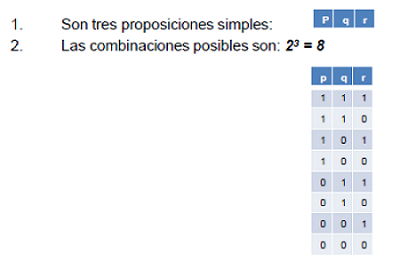 1. Son tres proposiciones simples: P q r
2. Las combinaciones posibles son: 2³ = 8
p q r
1 1 1
1 1 0
1 0 1
1 0 0
0 1 1
0 1 0
0 0 1
0 0 0